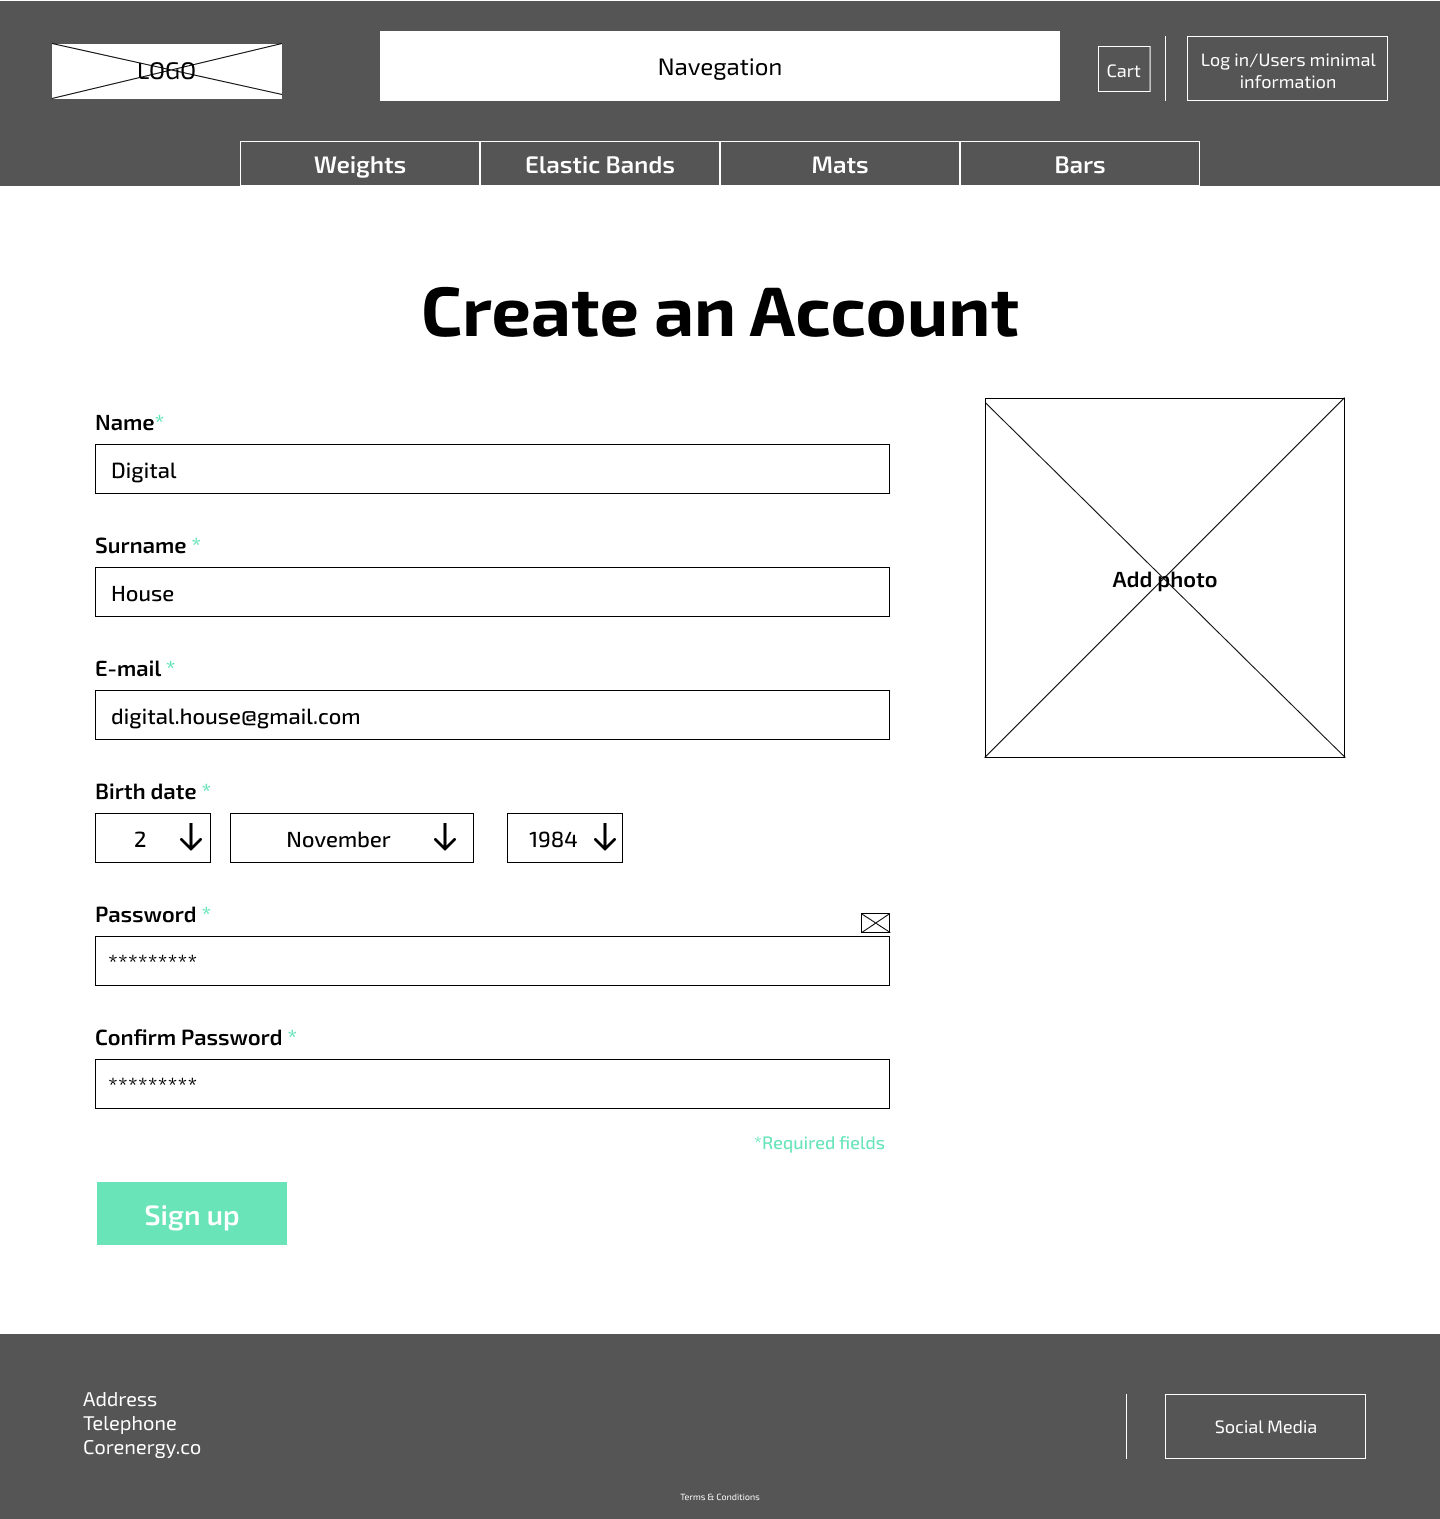 LOGO
Navegation
Cart
Log in/Users minimal
information
Weights
Elastic Bands
Mats
Bars
Create an Account
Name*
Digital
Surname *
House
E-mail *
digital.house@gmail.com
Birth date *
2
November
1984
Password *
*********
Confirm Password *
*********
Add photo
*Required fields
Sign up
Address
Telephone
Corenergy.co
Social Media
Terms & Conditions